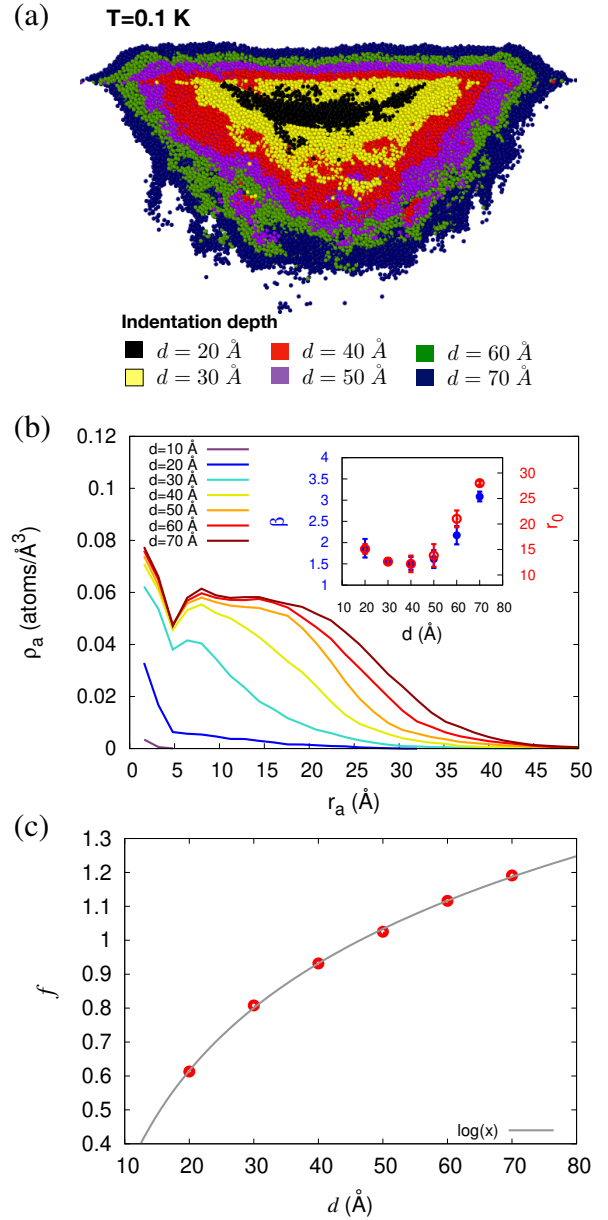 (a) T=0.1 K
Indentation depth
d = 20 Å d = 40 Å d = 60 Å
d = 30 Å d = 50 Å d = 70 Å
(b)
0.12
0.1
0.08
0.06
0.04
0.02
0
ρa (atoms/Å³)
d=10 Å
d=20 Å
d=30 Å
d=40 Å
d=50 Å
d=60 Å
d=70 Å
4
3.5
3
2.5
2
1.5
1
β
30
25
20
15
10
r0
10 20 30 40 50 60 70 80
d (Å)
0 5 10 15 20 25 30 35 40 45 50
ra (Å)
(c)
1.3
1.2
1.1
1
0.9
0.8
0.7
0.6
0.5
0.4
f
log(x)
10 20 30 40 50 60 70 80
d (Å)